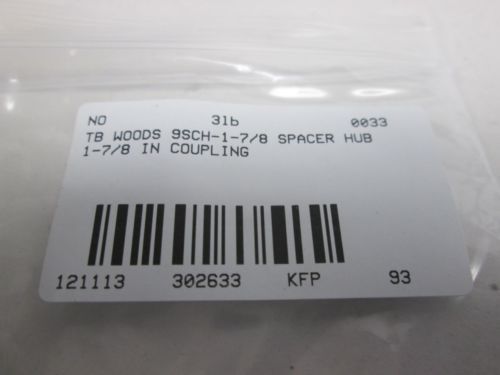 NO 31b 0033
TB WOODS 9SCH-1-7/8 SPACER HUB
1-7/8 IN COUPLING
121113 302633 KFP 93